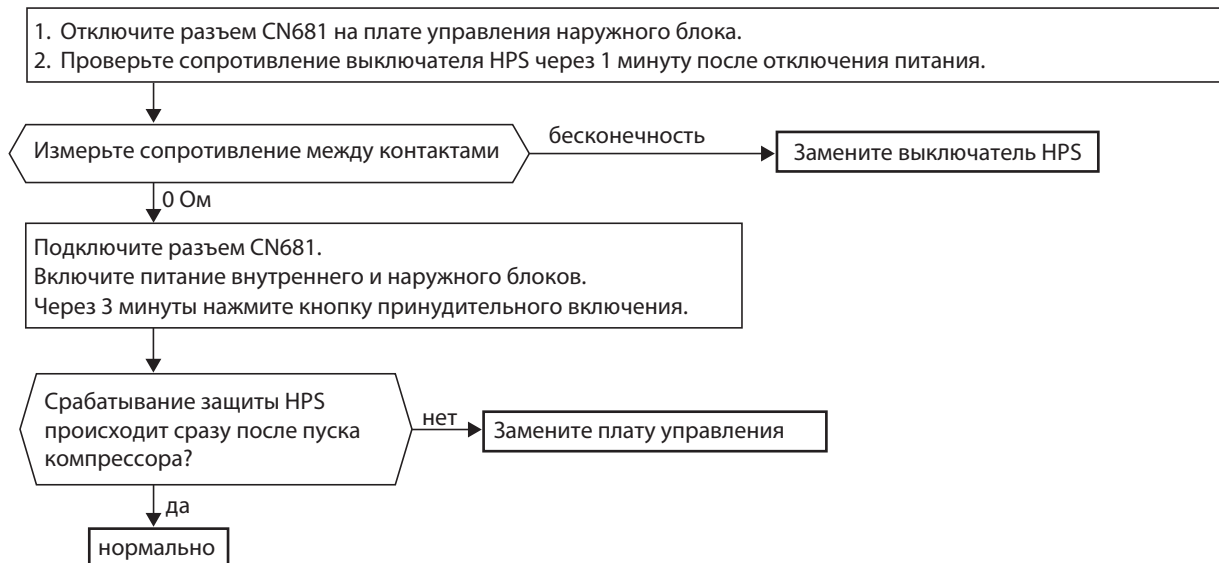 1. Отключите разъем CN681 на плате управления наружного блока.
2. Проверьте сопротивление выключателя HPS через 1 минуту после отключения питания.
Измерьте сопротивление между контактами
бесконечность
Замените выключатель HPS
0 Ом
Подключите разъем CN681.
Включите питание внутреннего и наружного блоков.
Через 3 минуты нажмите кнопку принудительного включения.
Срабатывание защиты HPS
происходит сразу после пуска
компрессора?
нет
Замените плату управления
да
нормально